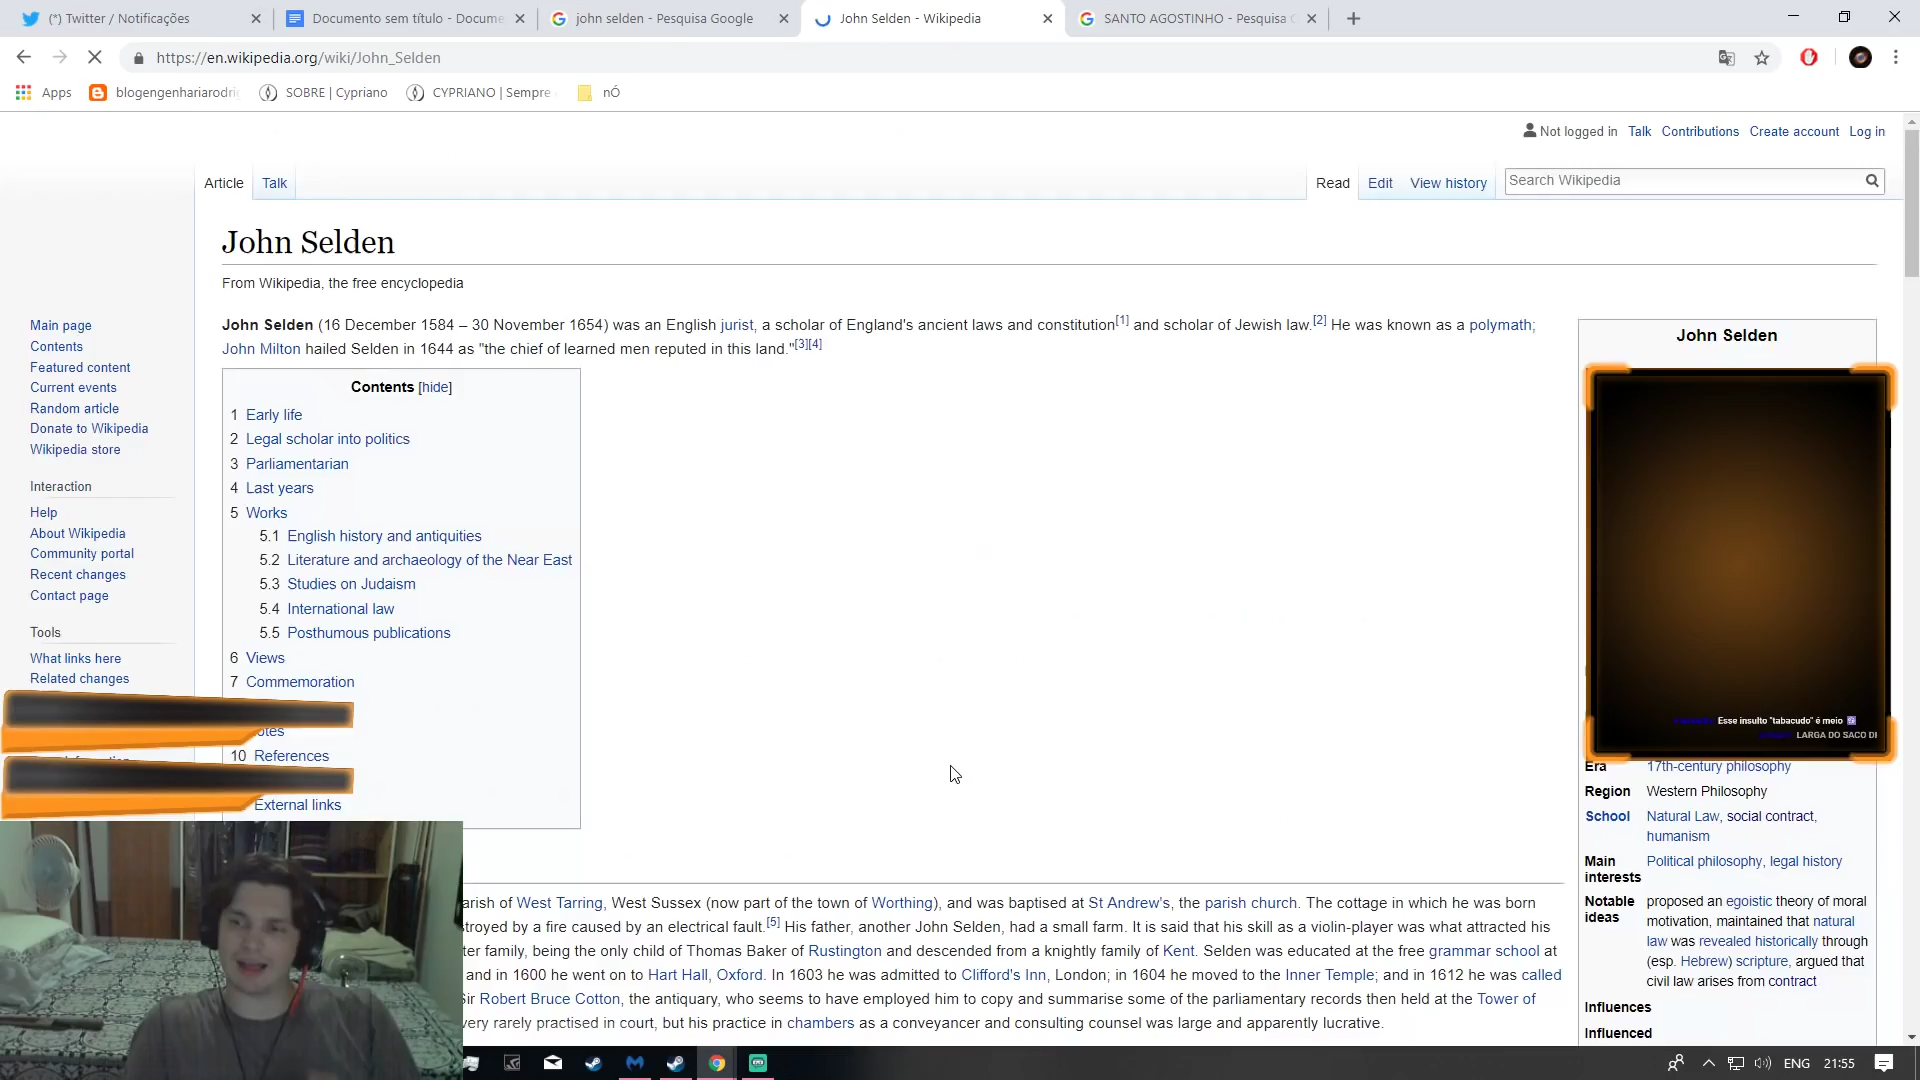 (*) Twitter / Notificações
Documento sem título - Docume
john selden - Pesquisa Google
John Selden - Wikipedia
SANTO AGOSTINHO - Pesquisa G
https://en.wikipedia.org/wiki/John_Selden
Apps
blogengenhariarodri
SOBRE | Cypriano
CYPRIANO | Sempre
nÓ
Not logged in Talk Contributions Create account Log in
Article Talk
Read Edit View history
Search Wikipedia
John Selden
From Wikipedia, the free encyclopedia
John Selden (16 December 1584 – 30 November 1654) was an English jurist, a scholar of England's ancient laws and constitution[1] and scholar of Jewish law.[2] He was known as a polymath;
John Milton hailed Selden in 1644 as "the chief of learned men reputed in this land."[3][4]
Main page
Contents
Featured content
Current events
Random article
Donate to Wikipedia
Wikipedia store
Interaction
Help
About Wikipedia
Community portal
Recent changes
Contact page
Tools
What links here
Related changes
Contents [hide]
1 Early life
2 Legal scholar into politics
3 Parliamentarian
4 Last years
5 Works
5.1 English history and antiquities
5.2 Literature and archaeology of the Near East
5.3 Studies on Judaism
5.4 International law
5.5 Posthumous publications
6 Views
7 Commemoration
otes
10 References
External links
John Selden
Esse insulto "tabacudo" é meio
LARGA DO SACO DI
Era 17th-century philosophy
Region Western Philosophy
School Natural Law, social contract,
humanism
Main interests Political philosophy, legal history
Notable ideas proposed an egoistic theory of moral
motivation, maintained that natural
law was revealed historically through
(esp. Hebrew) scripture, argued that
civil law arises from contract
Influences
Influenced
arish of West Tarring, West Sussex (now part of the town of Worthing), and was baptised at St Andrew's, the parish church. The cottage in which he was born
troyed by a fire caused by an electrical fault.[5] His father, another John Selden, had a small farm. It is said that his skill as a violin-player was what attracted his
ter family, being the only child of Thomas Baker of Rustington and descended from a knightly family of Kent. Selden was educated at the free grammar school at
and in 1600 he went on to Hart Hall, Oxford. In 1603 he was admitted to Clifford's Inn, London; in 1604 he moved to the Inner Temple; and in 1612 he was called
ir Robert Bruce Cotton, the antiquary, who seems to have employed him to copy and summarise some of the parliamentary records then held at the Tower of
very rarely practised in court, but his practice in chambers as a conveyancer and consulting counsel was large and apparently lucrative.
ENG 21:55